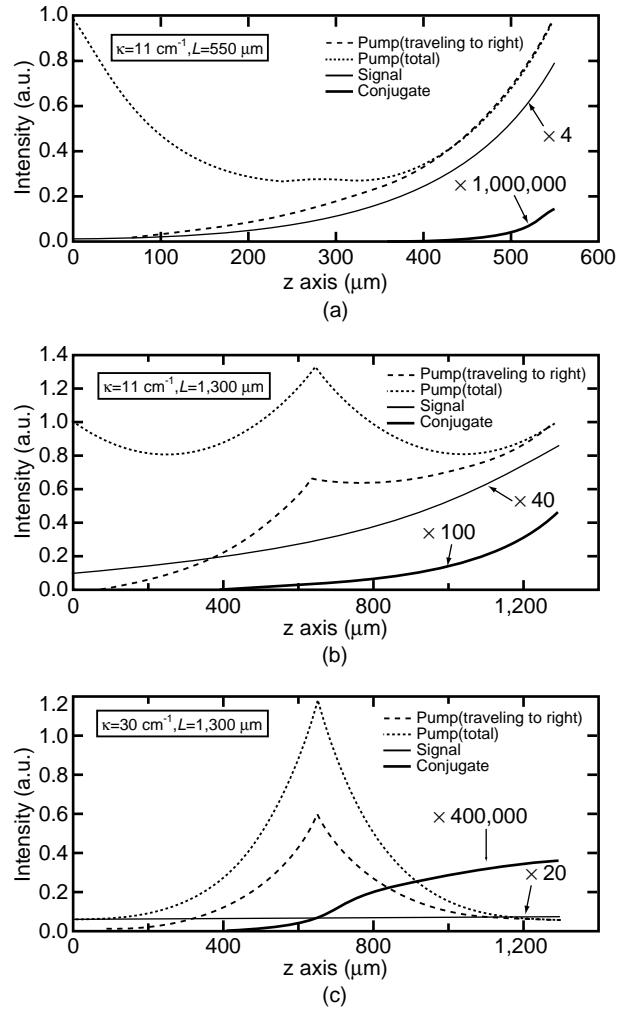 1.0
0.8
0.6
0.4
0.2
0.0
Intensity (a.u.)
κ=11 cm⁻¹,L=550 μm
Pump(traveling to right)
Pump(total)
Signal
Conjugate
× 4
× 1,000,000
0 100 200 300 400 500 600
z axis (μm)
(a)
1.4
1.2
1.0
0.8
0.6
0.4
0.2
0.0
Intensity (a.u.)
κ=11 cm⁻¹,L=1,300 μm
Pump(traveling to right)
Pump(total)
Signal
Conjugate
× 40
× 100
0 400 800 1,200
z axis (μm)
(b)
1.2
1.0
0.8
0.6
0.4
0.2
0.0
Intensity (a.u.)
κ=30 cm⁻¹,L=1,300 μm
Pump(traveling to right)
Pump(total)
Signal
Conjugate
× 400,000
× 20
0 200 400 600 800 1,200
z axis (μm)
(c)